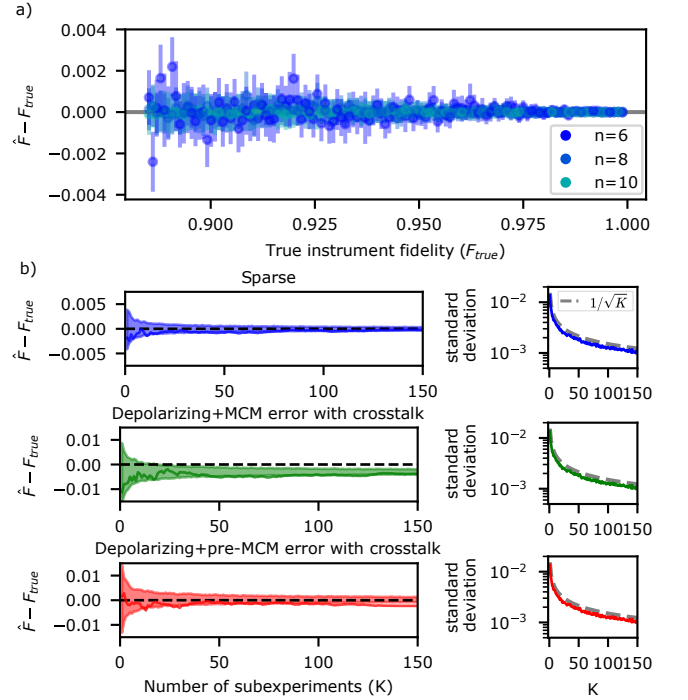 a)
0.004
0.002
0.000
−0.002
−0.004
F̂ − F_true
n=6
n=8
n=10
0.900 0.925 0.950 0.975 1.000
True instrument fidelity (F_true)
b)
Sparse
0.005
0.000
−0.005
F̂ − F_true
0 50 100 150
standard
deviation
10⁻²
10⁻³
1/√K
0 50 100 150
Depolarizing+MCM error with crosstalk
0.01
0.00
−0.01
F̂ − F_true
0 50 100 150
standard
deviation
10⁻²
10⁻³
0 50 100 150
Depolarizing+pre-MCM error with crosstalk
0.01
0.00
−0.01
F̂ − F_true
0 50 100 150
Number of subexperiments (K)
standard
deviation
10⁻²
10⁻³
0 50 100 150
K